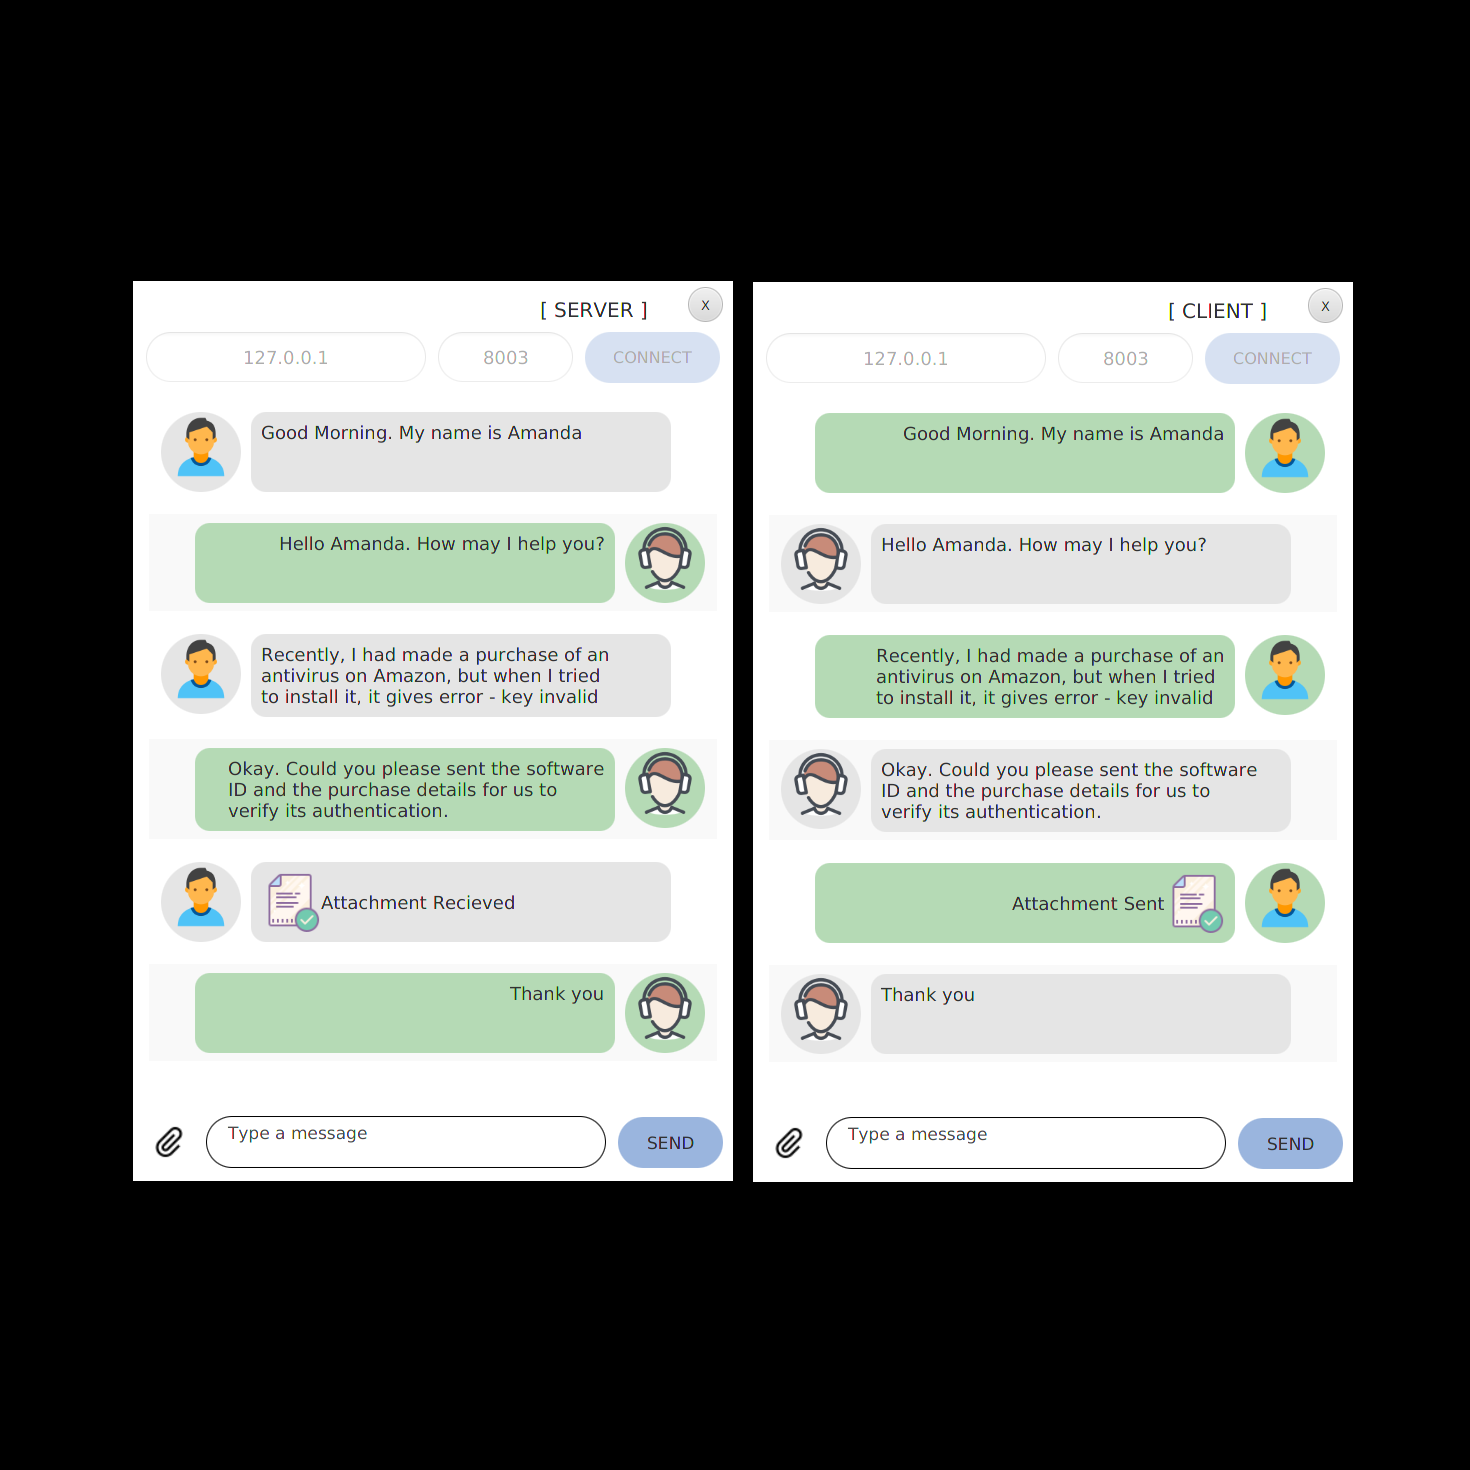 [ SERVER ]
X
127.0.0.1
8003
CONNECT
Good Morning. My name is Amanda
Hello Amanda. How may I help you?
Recently, I had made a purchase of an
antivirus on Amazon, but when I tried
to install it, it gives error - key invalid
Okay. Could you please sent the software
ID and the purchase details for us to
verify its authentication.
Attachment Recieved
Thank you
Type a message
SEND
[ CLIENT ]
X
127.0.0.1
8003
CONNECT
Good Morning. My name is Amanda
Hello Amanda. How may I help you?
Recently, I had made a purchase of an
antivirus on Amazon, but when I tried
to install it, it gives error - key invalid
Okay. Could you please sent the software
ID and the purchase details for us to
verify its authentication.
Attachment Sent
Thank you
Type a message
SEND